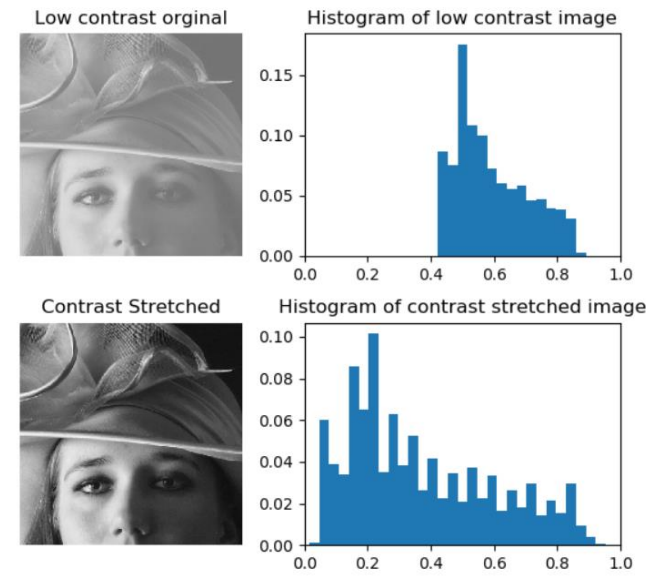 Low contrast orginal
Histogram of low contrast image
0.15
0.10
0.05
0.00
0.0 0.2 0.4 0.6 0.8 1.0
Contrast Stretched
Histogram of contrast stretched image
0.10
0.08
0.06
0.04
0.02
0.00
0.0 0.2 0.4 0.6 0.8 1.0